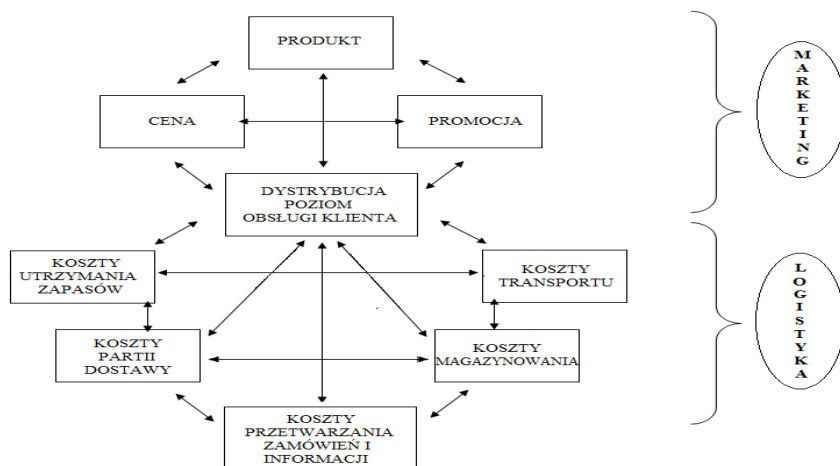 PRODUKT
CENA
PROMOCJA
DYSTRYBUCJA
POZIOM
OBSŁUGI KLIENTA
KOSZTY
UTRZYMANIA
ZAPASÓW
KOSZTY
TRANSPORTU
KOSZTY
PARTII
DOSTAWY
KOSZTY
MAGAZYNOWANIA
KOSZTY
PRZETWARZANIA
ZAMÓWIEŃ I
INFORMACJI
MARKETING
LOGISTYKA